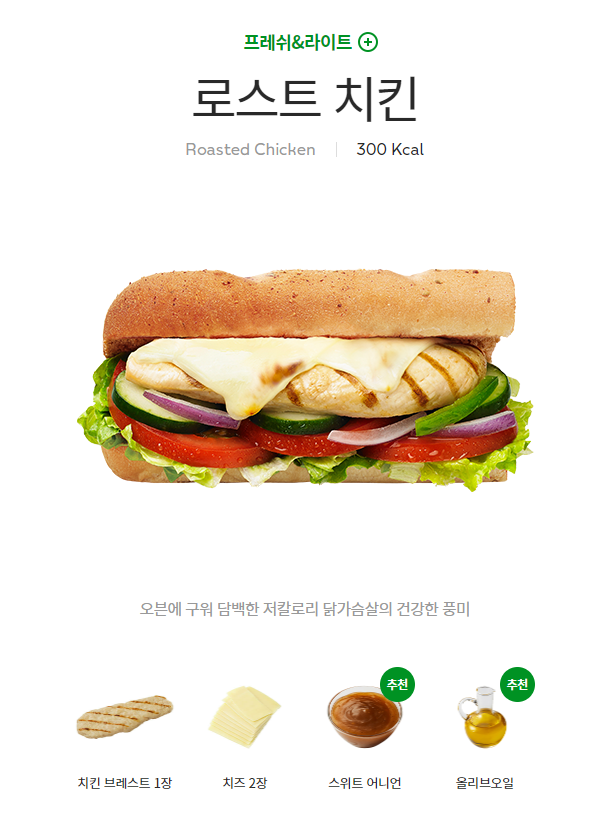 프레쉬&라이트
로스트 치킨
Roasted Chicken 300 Kcal
오븐에 구워 담백한 저칼로리 닭가슴살의 건강한 풍미
추천 추천
치킨 브레스트 1장 치즈 2장 스위트 어니언 올리브오일